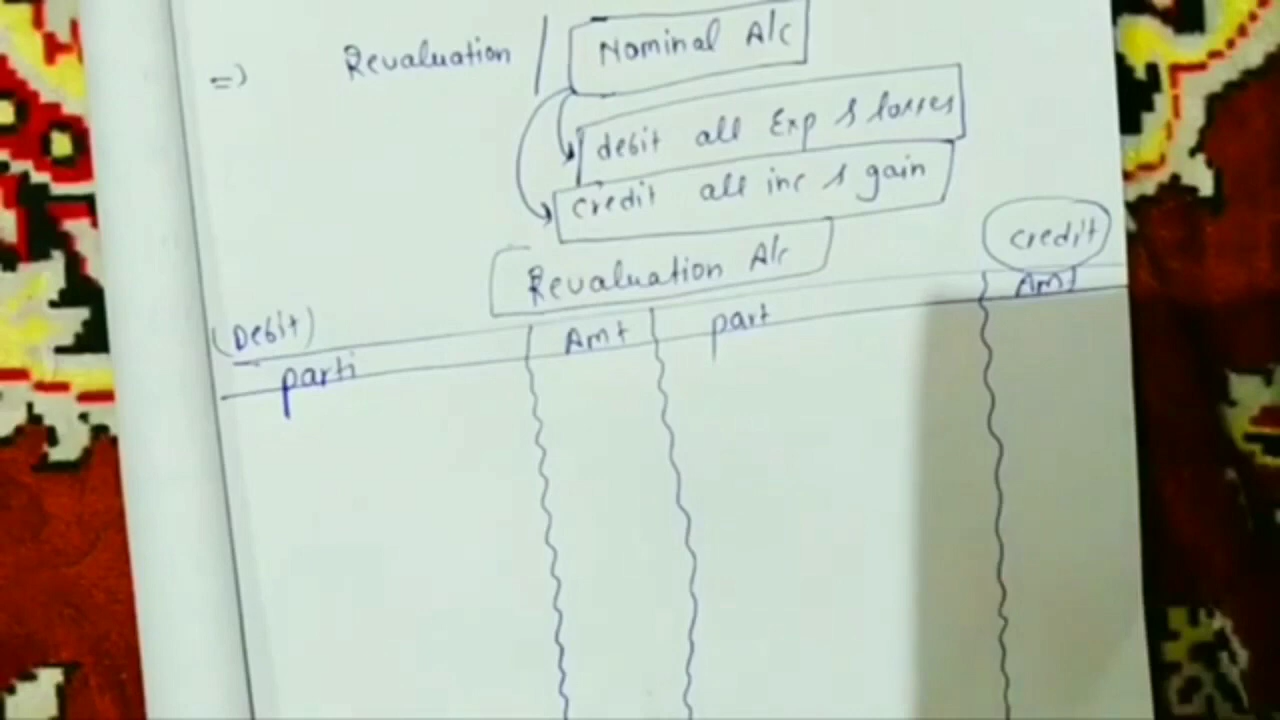 =) Revaluation / Nominal A/c
debit all Exp & losses
credit all inc & gain
Revaluation A/c
(Debit) credit
parti Amt part Amt